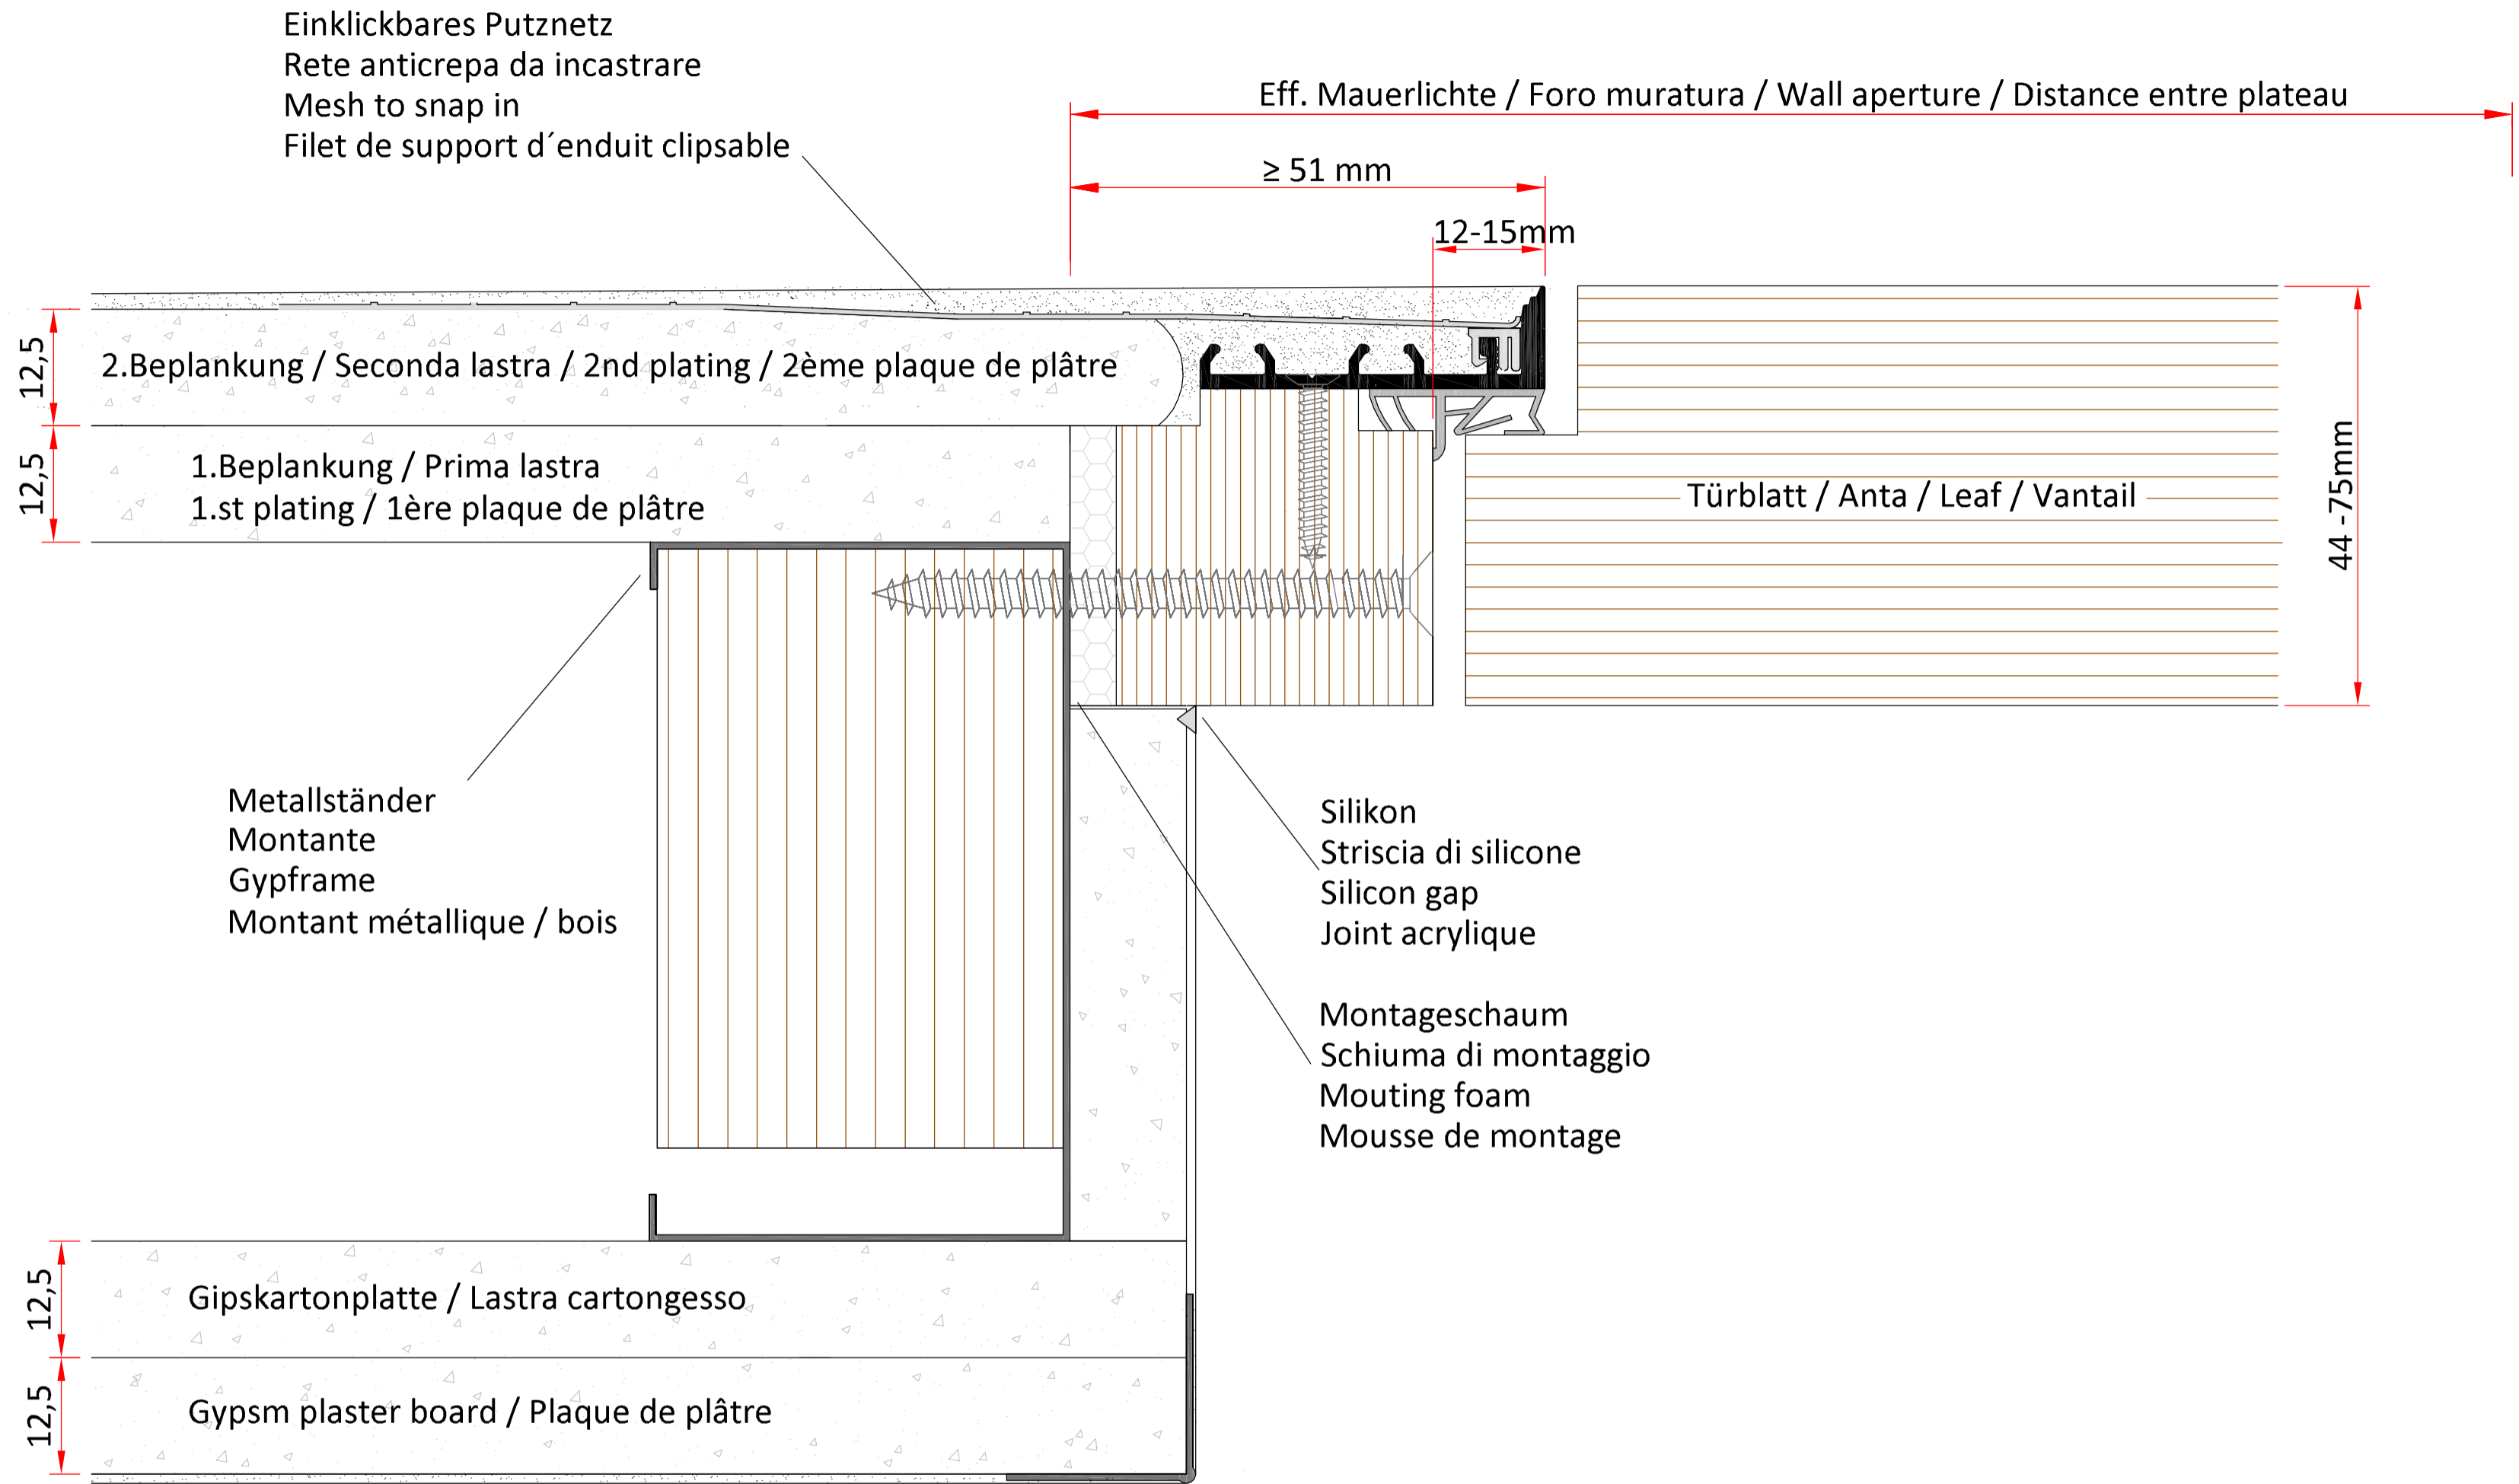 Einklickbares Putznetz
Rete anticrepa da incastrare
Mesh to snap in
Filet de support d´enduit clipsable
Eff. Mauerlichte / Foro muratura / Wall aperture / Distance entre plateau
≥ 51 mm
12-15mm
12,5
2.Beplankung / Seconda lastra / 2nd plating / 2ème plaque de plâtre
12,5
1.Beplankung / Prima lastra
1.st plating / 1ère plaque de plâtre
Türblatt / Anta / Leaf / Vantail
44 -75mm
Metallständer
Montante
Gypframe
Montant métallique / bois
Silikon
Striscia di silicone
Silicon gap
Joint acrylique
Montageschaum
Schiuma di montaggio
Mouting foam
Mousse de montage
12,5
Gipskartonplatte / Lastra cartongesso
12,5
Gypsm plaster board / Plaque de plâtre